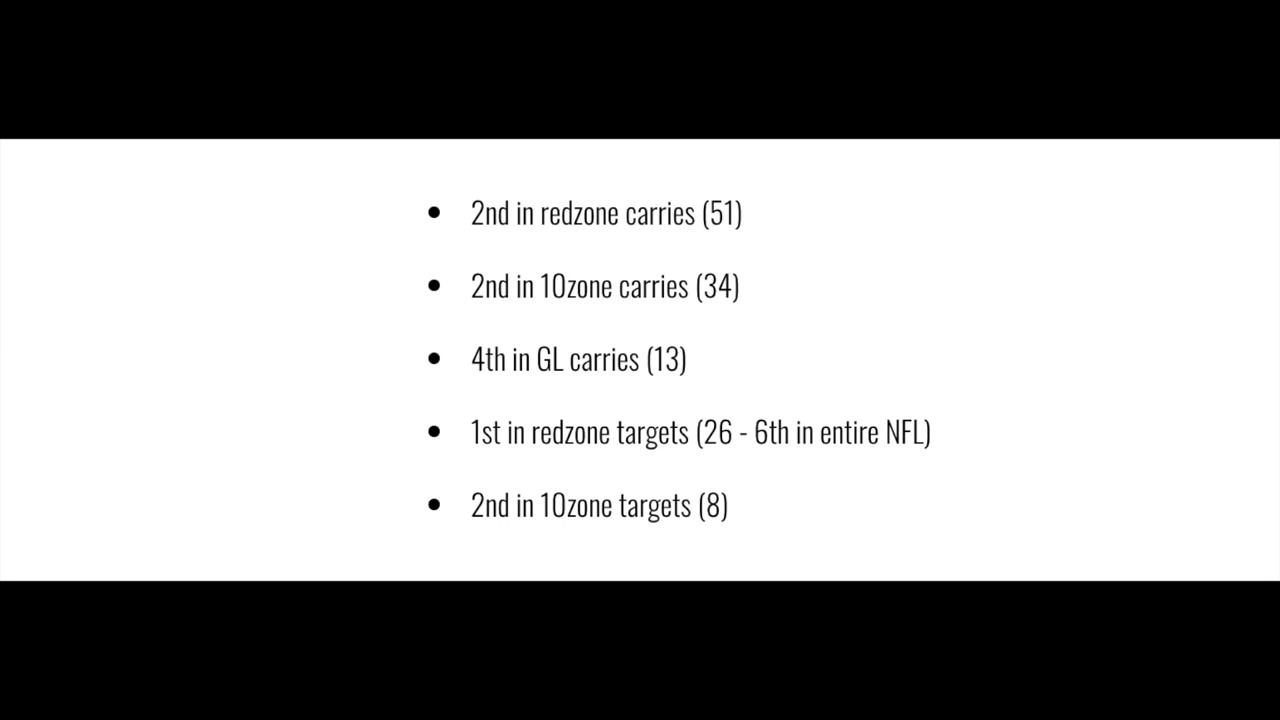 • 2nd in redzone carries (51)
• 2nd in 10zone carries (34)
• 4th in GL carries (13)
• 1st in redzone targets (26 - 6th in entire NFL)
• 2nd in 10zone targets (8)